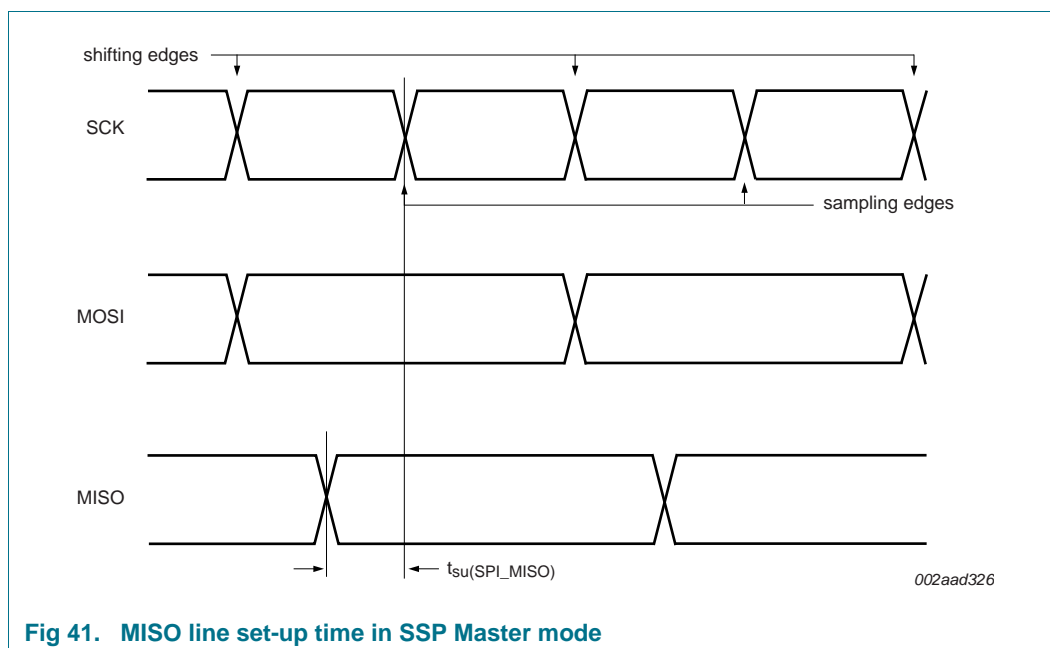 shifting edges
SCK
sampling edges
MOSI
MISO
tsu(SPI_MISO)
002aad326
Fig 41. MISO line set-up time in SSP Master mode